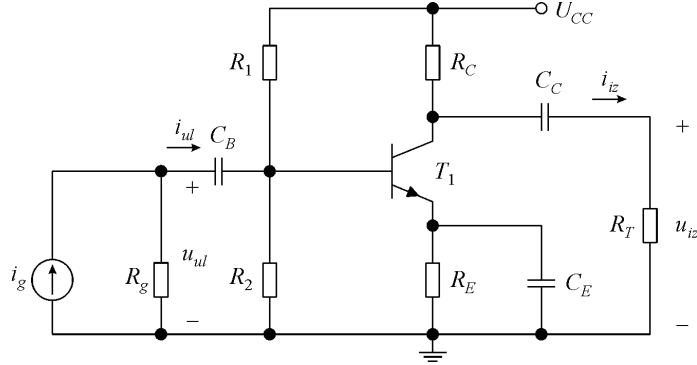 U_CC
R_1
R_C
C_C
i_iz
+
i_ul
C_B
T_1
+
R_T
u_iz
i_g
R_g
u_ul
R_2
R_E
C_E
−
−